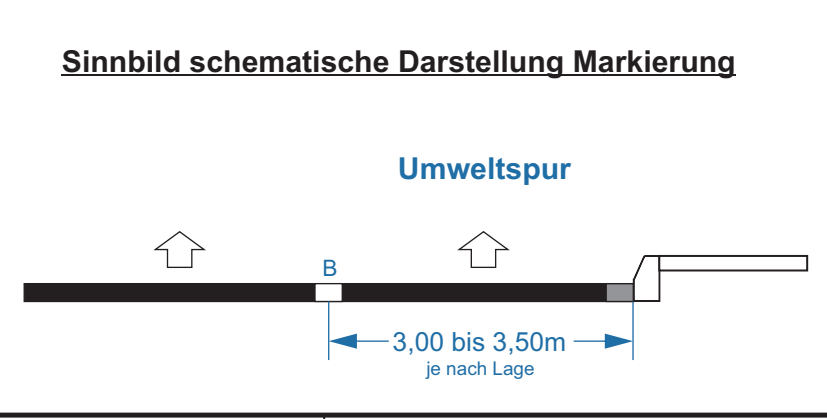 Sinnbild schematische Darstellung Markierung
Umweltspur
B
3,00 bis 3,50m
je nach Lage